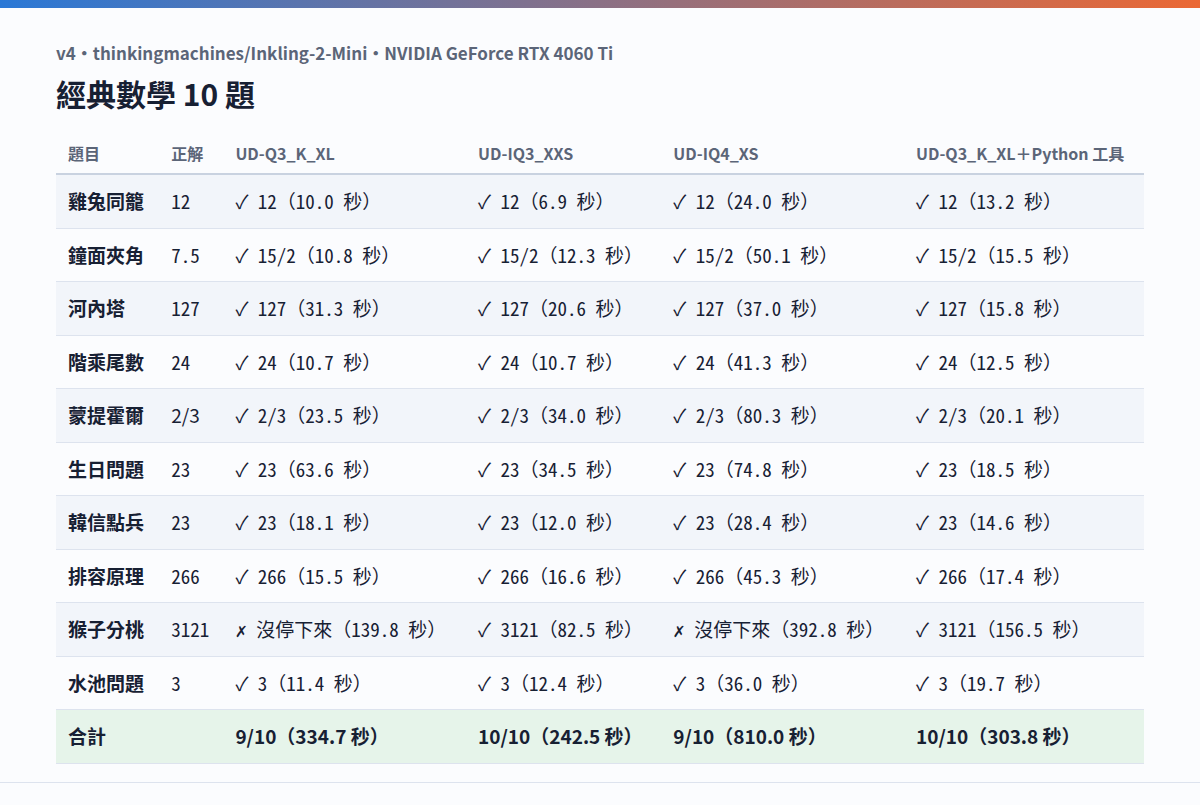 v4・thinkingmachines/Inkling-2-Mini・NVIDIA GeForce RTX 4060 Ti
經典數學 10 題
題目 正解 UD-Q3_K_XL UD-IQ3_XXS UD-IQ4_XS UD-Q3_K_XL＋Python 工具
雞兔同籠 12 ✓ 12（10.0 秒） ✓ 12（6.9 秒） ✓ 12（24.0 秒） ✓ 12（13.2 秒）
鐘面夾角 7.5 ✓ 15/2（10.8 秒） ✓ 15/2（12.3 秒） ✓ 15/2（50.1 秒） ✓ 15/2（15.5 秒）
河內塔 127 ✓ 127（31.3 秒） ✓ 127（20.6 秒） ✓ 127（37.0 秒） ✓ 127（15.8 秒）
階乘尾數 24 ✓ 24（10.7 秒） ✓ 24（10.7 秒） ✓ 24（41.3 秒） ✓ 24（12.5 秒）
蒙提霍爾 2/3 ✓ 2/3（23.5 秒） ✓ 2/3（34.0 秒） ✓ 2/3（80.3 秒） ✓ 2/3（20.1 秒）
生日問題 23 ✓ 23（63.6 秒） ✓ 23（34.5 秒） ✓ 23（74.8 秒） ✓ 23（18.5 秒）
韓信點兵 23 ✓ 23（18.1 秒） ✓ 23（12.0 秒） ✓ 23（28.4 秒） ✓ 23（14.6 秒）
排容原理 266 ✓ 266（15.5 秒） ✓ 266（16.6 秒） ✓ 266（45.3 秒） ✓ 266（17.4 秒）
猴子分桃 3121 ✗ 沒停下來（139.8 秒） ✓ 3121（82.5 秒） ✗ 沒停下來（392.8 秒） ✓ 3121（156.5 秒）
水池問題 3 ✓ 3（11.4 秒） ✓ 3（12.4 秒） ✓ 3（36.0 秒） ✓ 3（19.7 秒）
合計 9/10（334.7 秒） 10/10（242.5 秒） 9/10（810.0 秒） 10/10（303.8 秒）